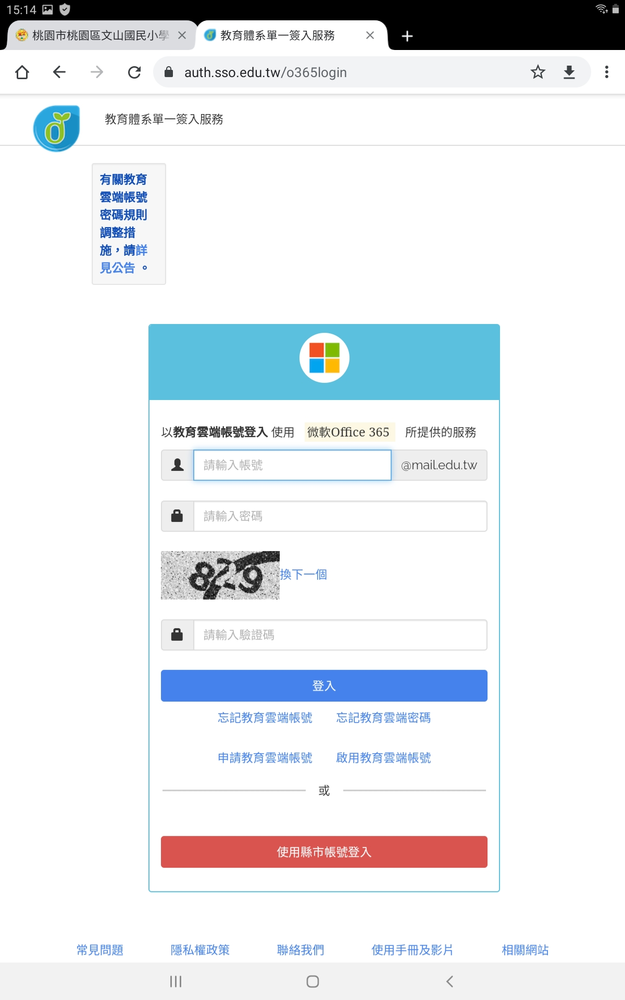 15:14
桃園市桃園區文山國民小學
教育體系單一簽入服務
auth.sso.edu.tw/o365login
教育體系單一簽入服務
有關教育
雲端帳號
密碼規則
調整措
施，請詳
見公告 。
以教育雲端帳號登入 使用 微軟Office 365 所提供的服務
請輸入帳號 @mail.edu.tw
請輸入密碼
829 換下一個
請輸入驗證碼
登入
忘記教育雲端帳號 忘記教育雲端密碼
申請教育雲端帳號 啟用教育雲端帳號
或
使用縣市帳號登入
常見問題 隱私權政策 聯絡我們 使用手冊及影片 相關網站